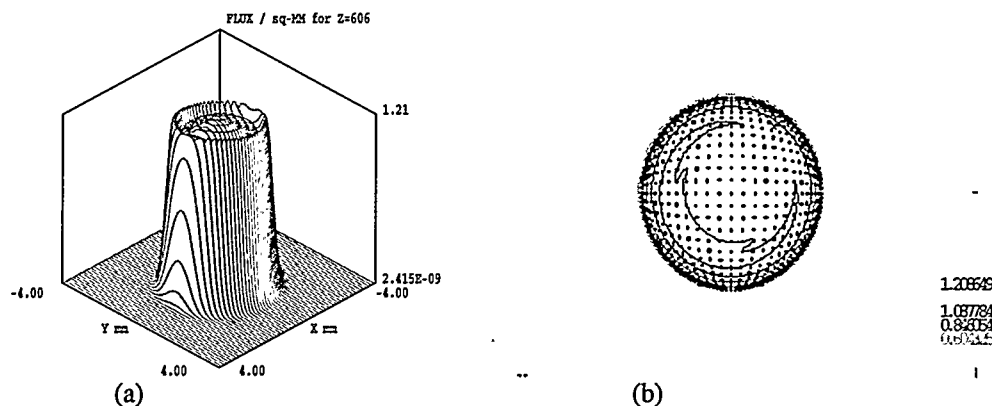 FLUX / sq-MM for Z=606
1.21
2.415E-09
-4.00
-4.00
Y mm
X mm
4.00
4.00
1.208649
1.087784
(a)
(b)